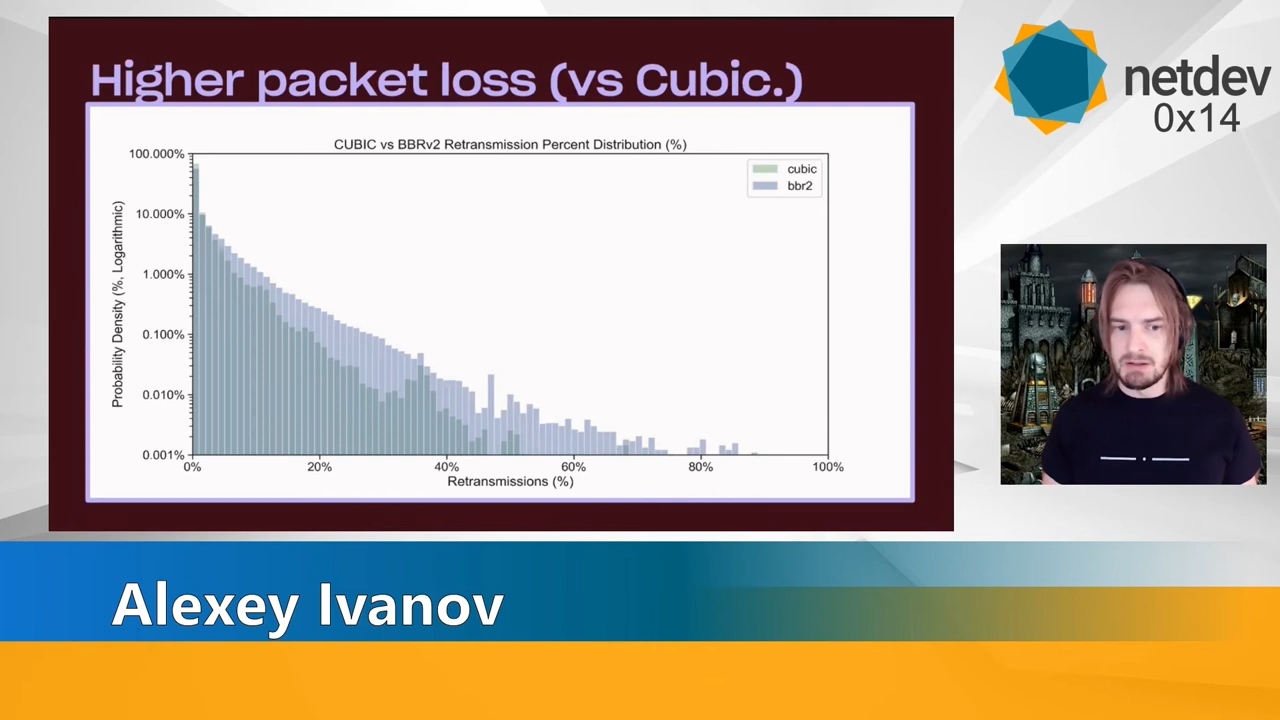 Higher packet loss (vs Cubic.)
CUBIC vs BBRv2 Retransmission Percent Distribution (%)
100.000%
10.000%
1.000%
0.100%
0.010%
0.001%
Probability Density (%, Logarithmic)
cubic
bbr2
0%
20%
40%
60%
80%
100%
Retransmissions (%)
netdev
0x14
Alexey Ivanov